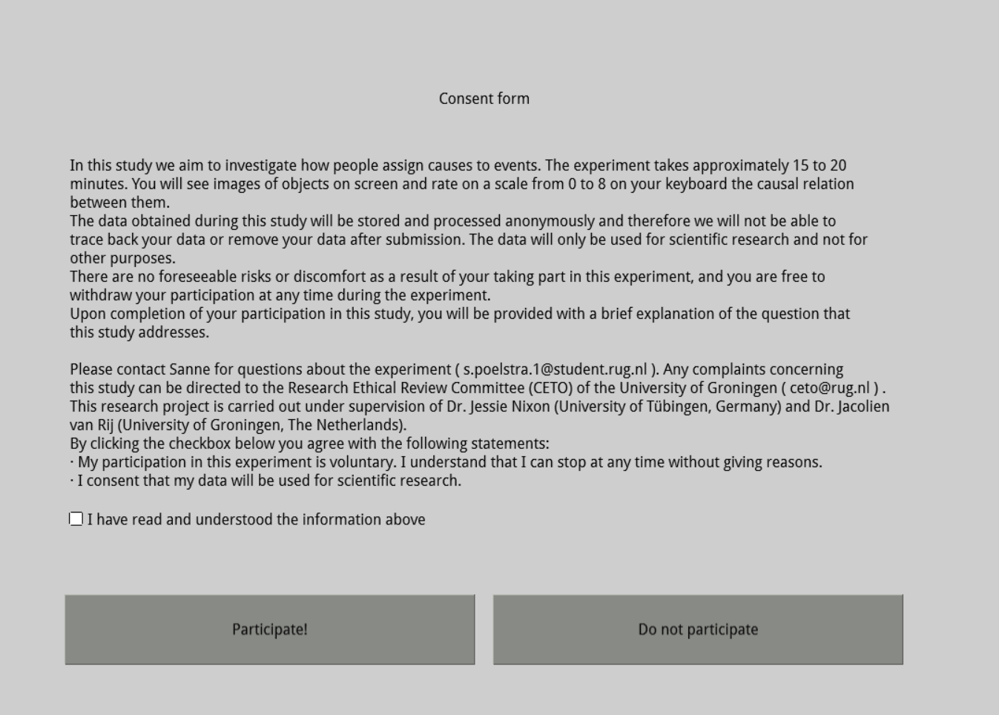 Consent form
In this study we aim to investigate how people assign causes to events. The experiment takes approximately 15 to 20
minutes. You will see images of objects on screen and rate on a scale from 0 to 8 on your keyboard the causal relation
between them.
The data obtained during this study will be stored and processed anonymously and therefore we will not be able to
trace back your data or remove your data after submission. The data will only be used for scientific research and not for
other purposes.
There are no foreseeable risks or discomfort as a result of your taking part in this experiment, and you are free to
withdraw your participation at any time during the experiment.
Upon completion of your participation in this study, you will be provided with a brief explanation of the question that
this study addresses.
Please contact Sanne for questions about the experiment ( s.poelstra.1@student.rug.nl ). Any complaints concerning
this study can be directed to the Research Ethical Review Committee (CETO) of the University of Groningen ( ceto@rug.nl ) .
This research project is carried out under supervision of Dr. Jessie Nixon (University of Tübingen, Germany) and Dr. Jacolien
van Rij (University of Groningen, The Netherlands).
By clicking the checkbox below you agree with the following statements:
· My participation in this experiment is voluntary. I understand that I can stop at any time without giving reasons.
· I consent that my data will be used for scientific research.
I have read and understood the information above
Participate!
Do not participate